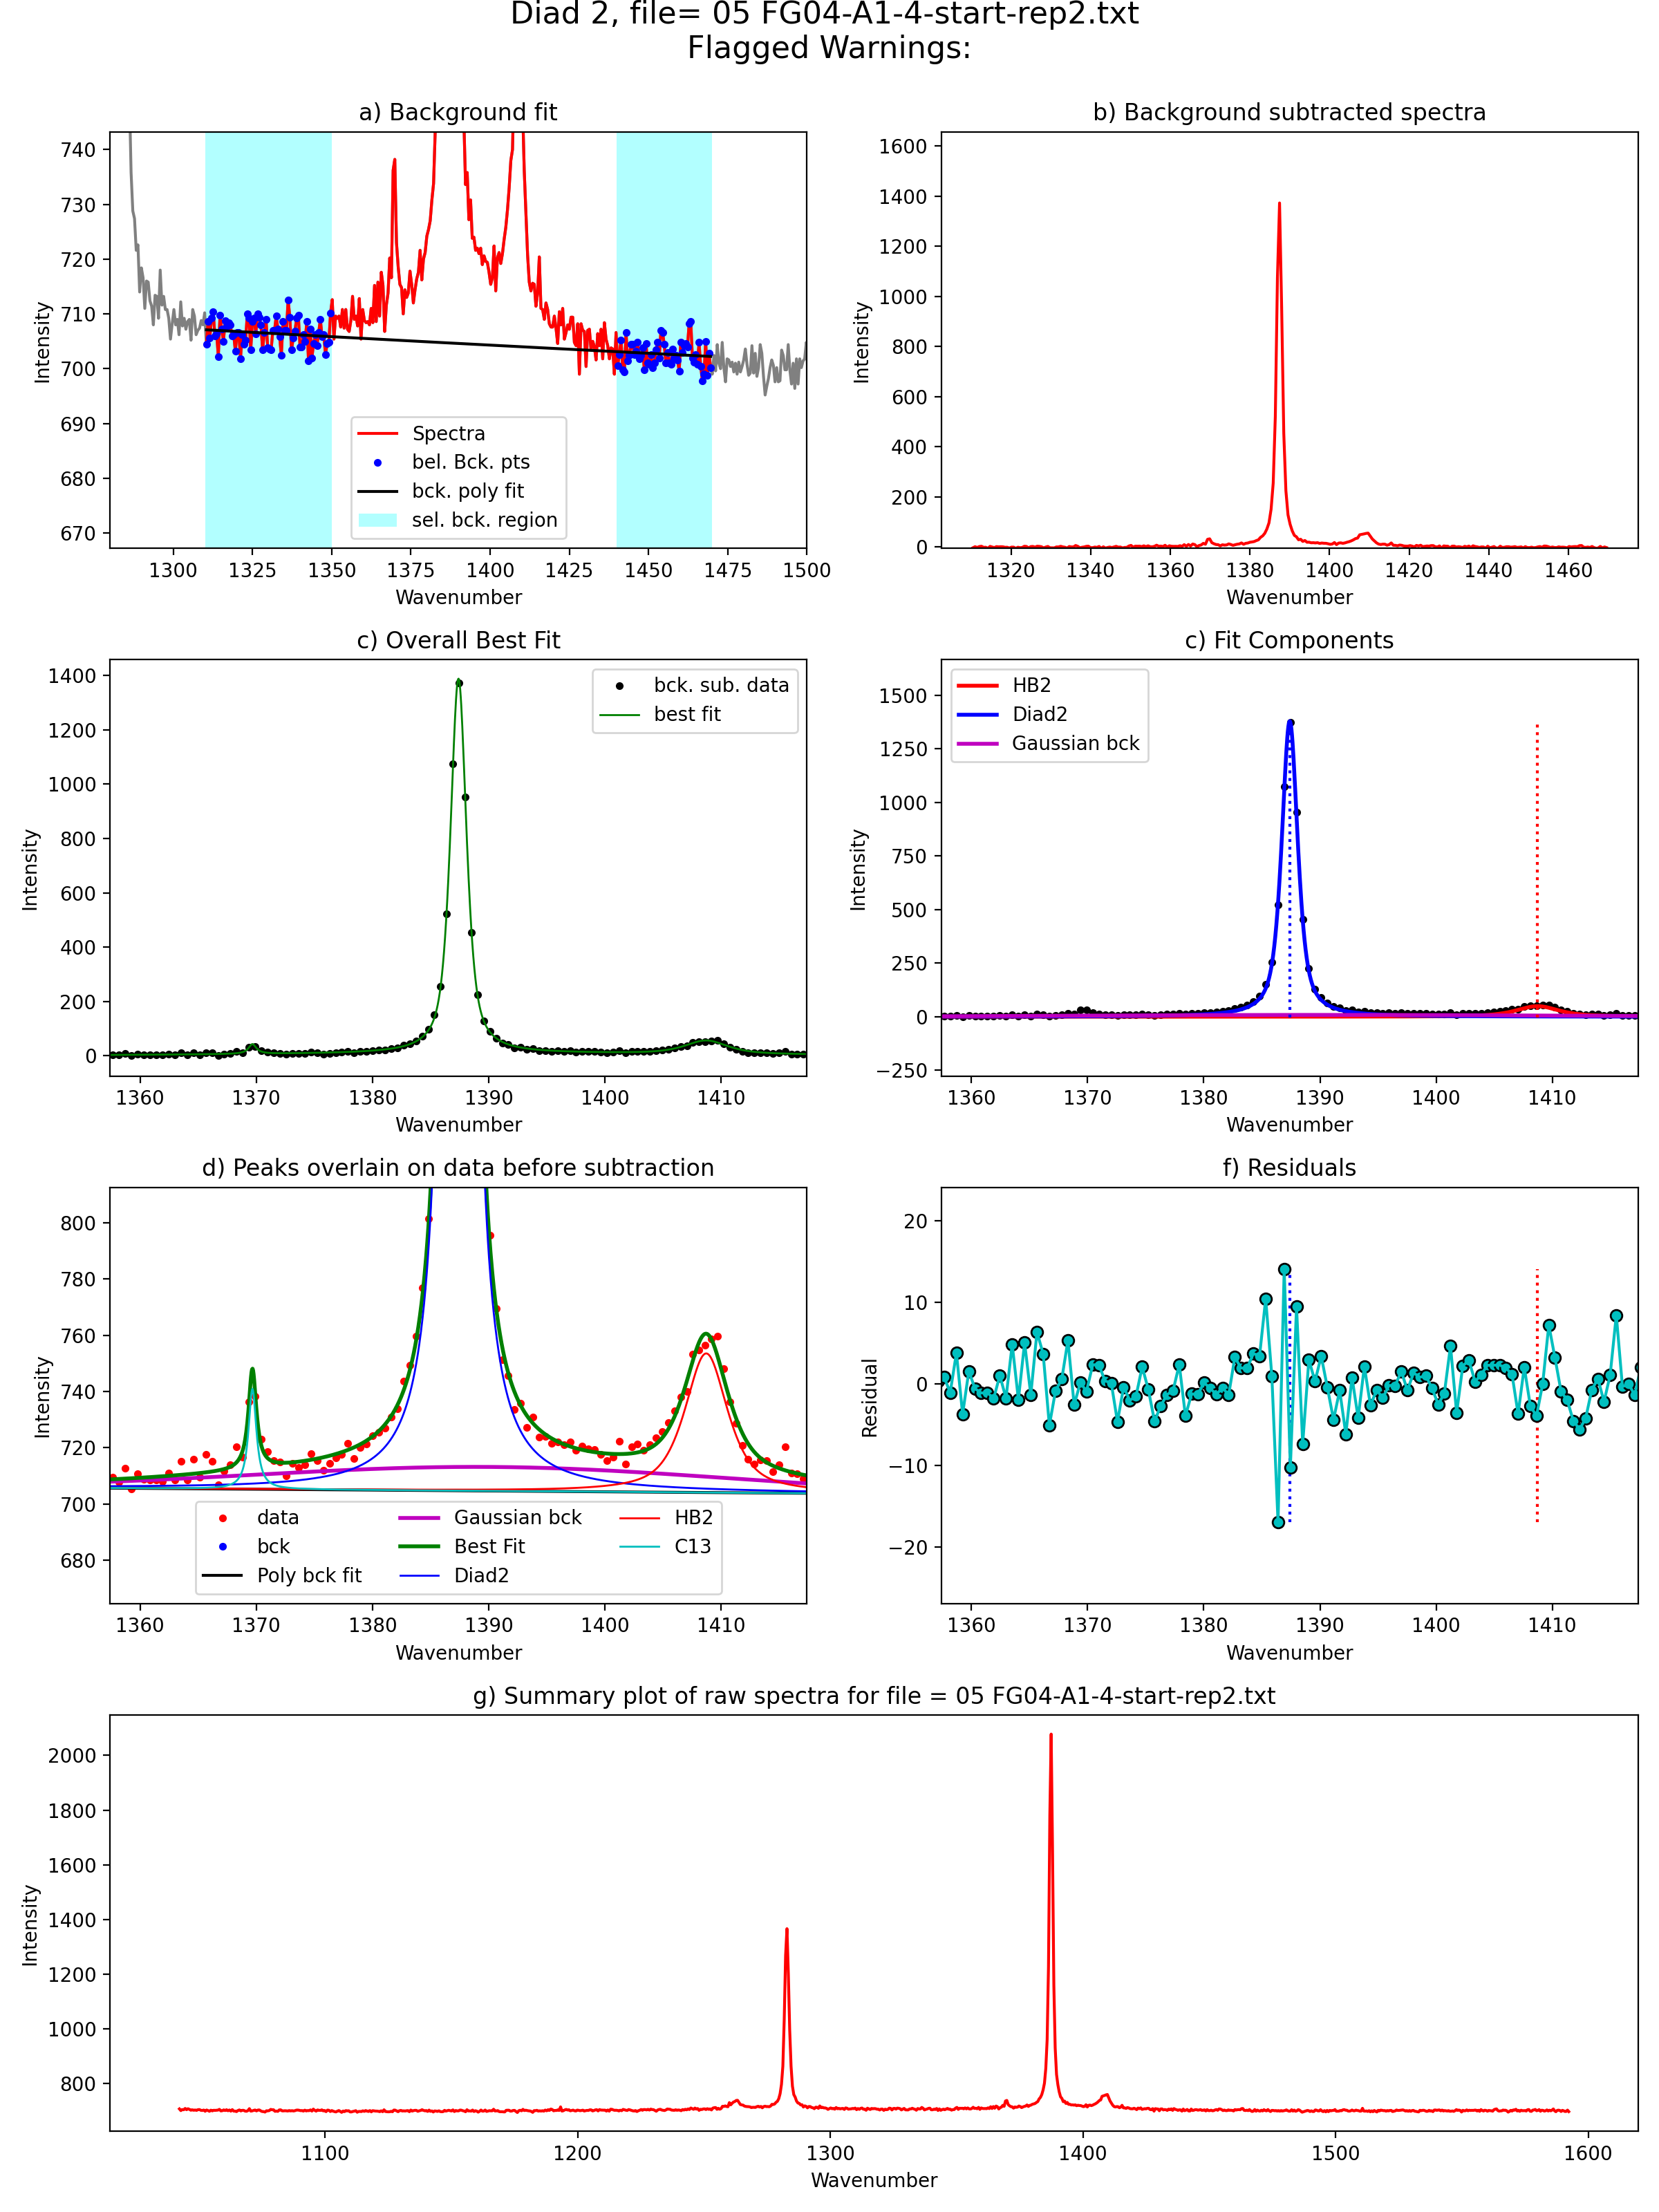 Diad 2, file= 05 FG04-A1-4-start-rep2.txt
Flagged Warnings:
a) Background fit
740
730
720
710
700
690
680
670
Intensity
Spectra
bel. Bck. pts
bck. poly fit
sel. bck. region
1300 1325 1350 1375 1400 1425 1450 1475 1500
Wavenumber
b) Background subtracted spectra
1600
1400
1200
1000
800
600
400
200
0
Intensity
1320 1340 1360 1380 1400 1420 1440 1460
Wavenumber
c) Overall Best Fit
1400
1200
1000
800
600
400
200
0
Intensity
bck. sub. data
best fit
1360 1370 1380 1390 1400 1410
Wavenumber
c) Fit Components
1500
1250
1000
750
500
250
0
−250
Intensity
HB2
Diad2
Gaussian bck
1360 1370 1380 1390 1400 1410
Wavenumber
d) Peaks overlain on data before subtraction
800
780
760
740
720
700
680
Intensity
data
bck
Poly bck fit
Gaussian bck
Best Fit
Diad2
HB2
C13
1360 1370 1380 1390 1400 1410
Wavenumber
f) Residuals
20
10
0
−10
−20
Residual
1360 1370 1380 1390 1400 1410
Wavenumber
g) Summary plot of raw spectra for file = 05 FG04-A1-4-start-rep2.txt
2000
1800
1600
1400
1200
1000
800
Intensity
1100 1200 1300 1400 1500 1600
Wavenumber